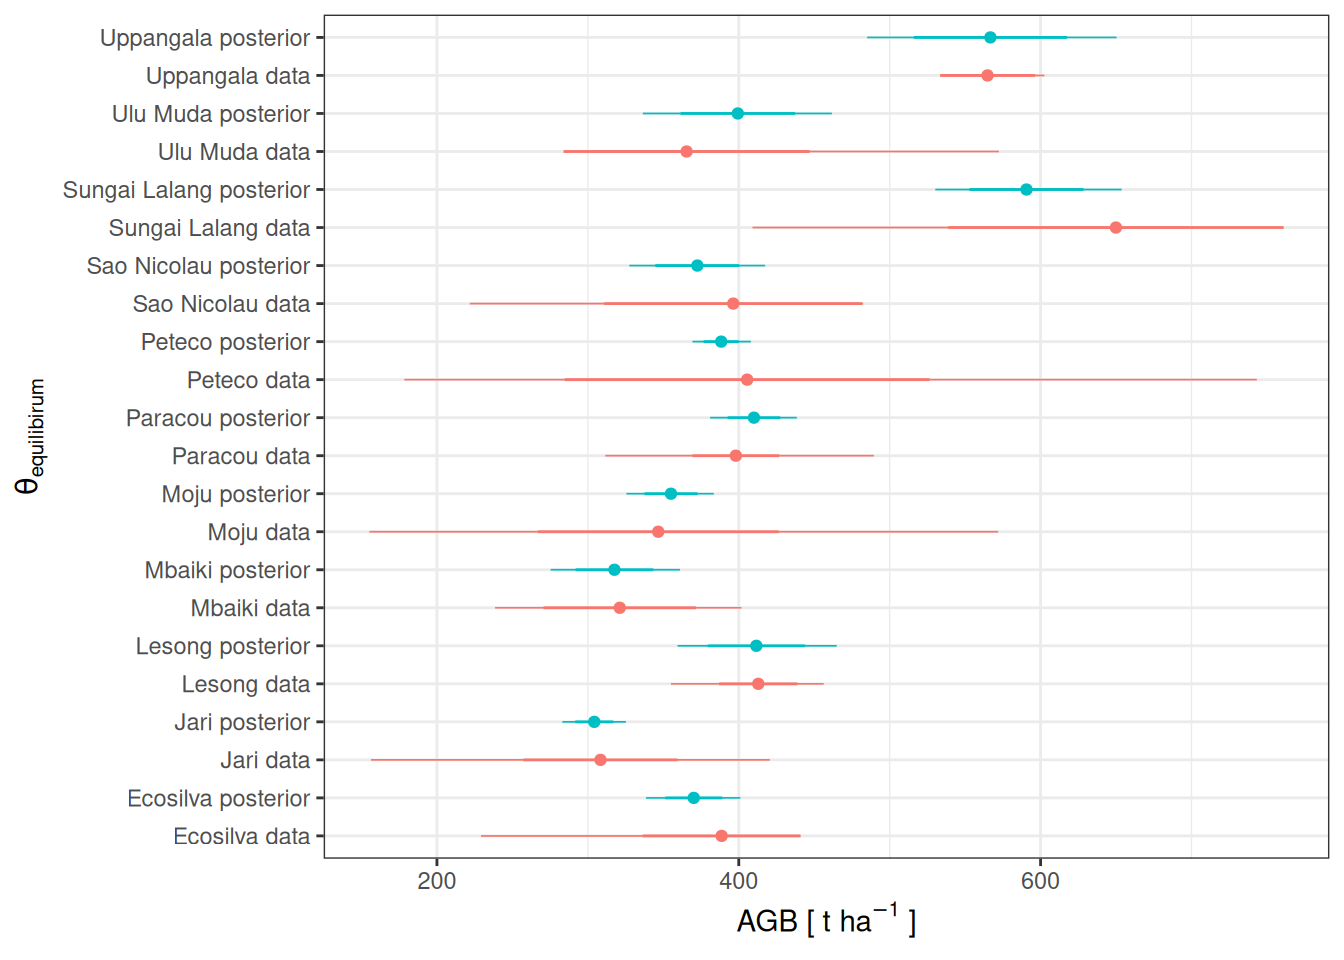 Uppangala posterior
Uppangala data
Ulu Muda posterior
Ulu Muda data
Sungai Lalang posterior
Sungai Lalang data
Sao Nicolau posterior
Sao Nicolau data
Peteco posterior
Peteco data
Paracou posterior
Paracou data
Moju posterior
Moju data
Mbaiki posterior
Mbaiki data
Lesong posterior
Lesong data
Jari posterior
Jari data
Ecosilva posterior
Ecosilva data
θequilibirum
200 400 600
AGB [ t ha⁻¹ ]